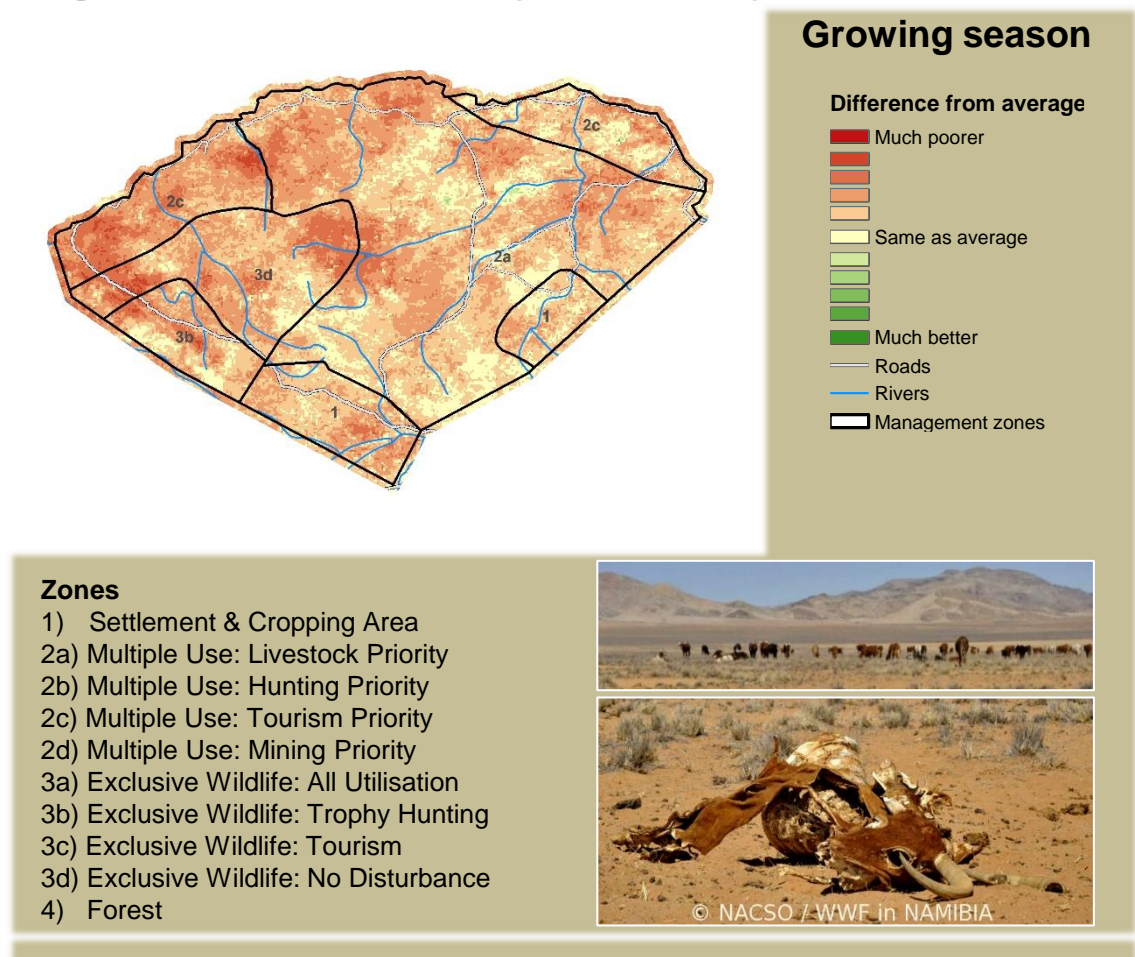 Growing season
Difference from average
Much poorer
Same as average
Much better
Roads
Rivers
Management zones
2c
2c
2a
3d
1
3b
1
Zones
1) Settlement & Cropping Area
2a) Multiple Use: Livestock Priority
2b) Multiple Use: Hunting Priority
2c) Multiple Use: Tourism Priority
2d) Multiple Use: Mining Priority
3a) Exclusive Wildlife: All Utilisation
3b) Exclusive Wildlife: Trophy Hunting
3c) Exclusive Wildlife: Tourism
3d) Exclusive Wildlife: No Disturbance
4) Forest
© NACSO / WWF in NAMIBIA